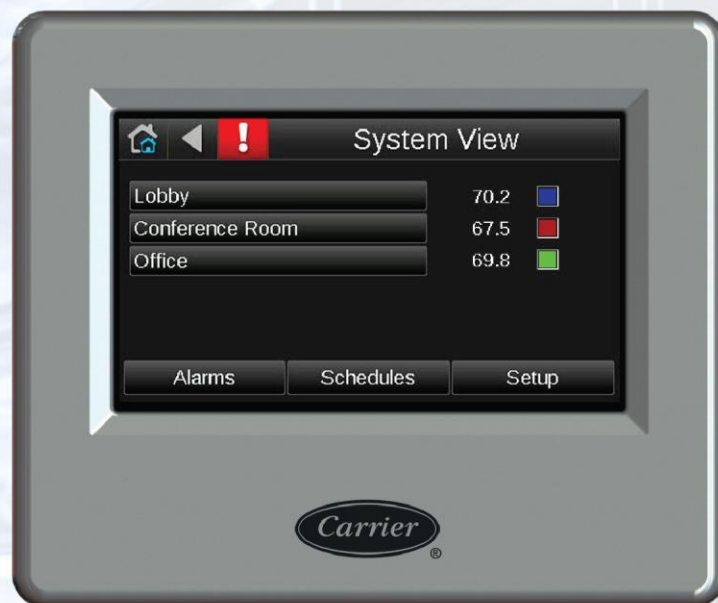 ! System View
Lobby 70.2
Conference Room 67.5
Office 69.8
Alarms Schedules Setup
Carrier
®